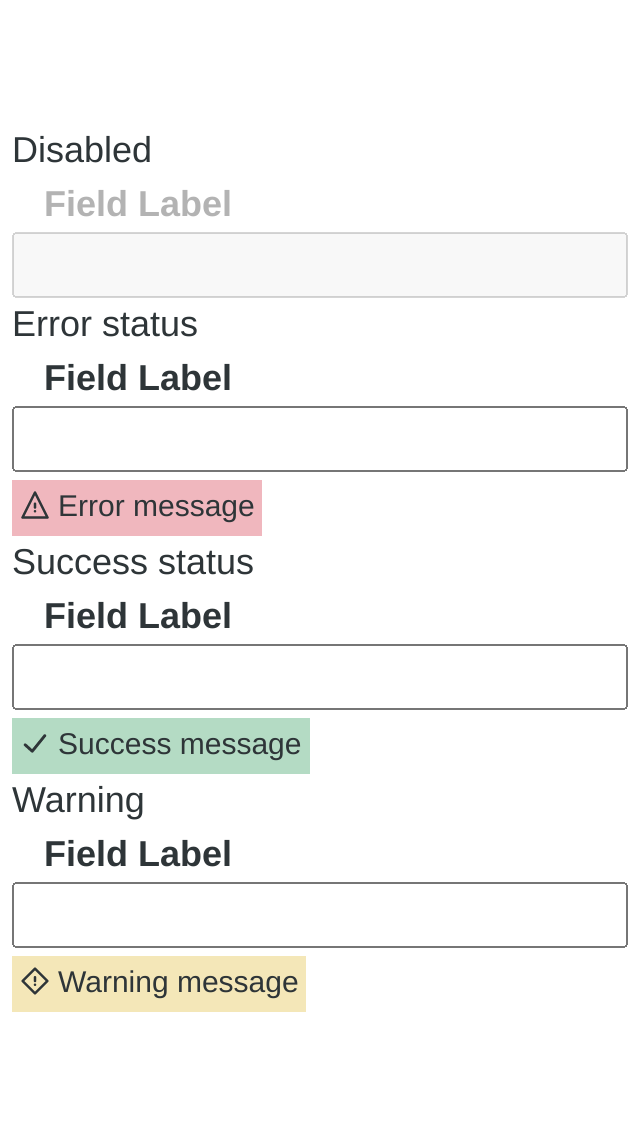 Disabled
Field Label
Error status
Field Label
Error message
Success status
Field Label
Success message
Warning
Field Label
Warning message